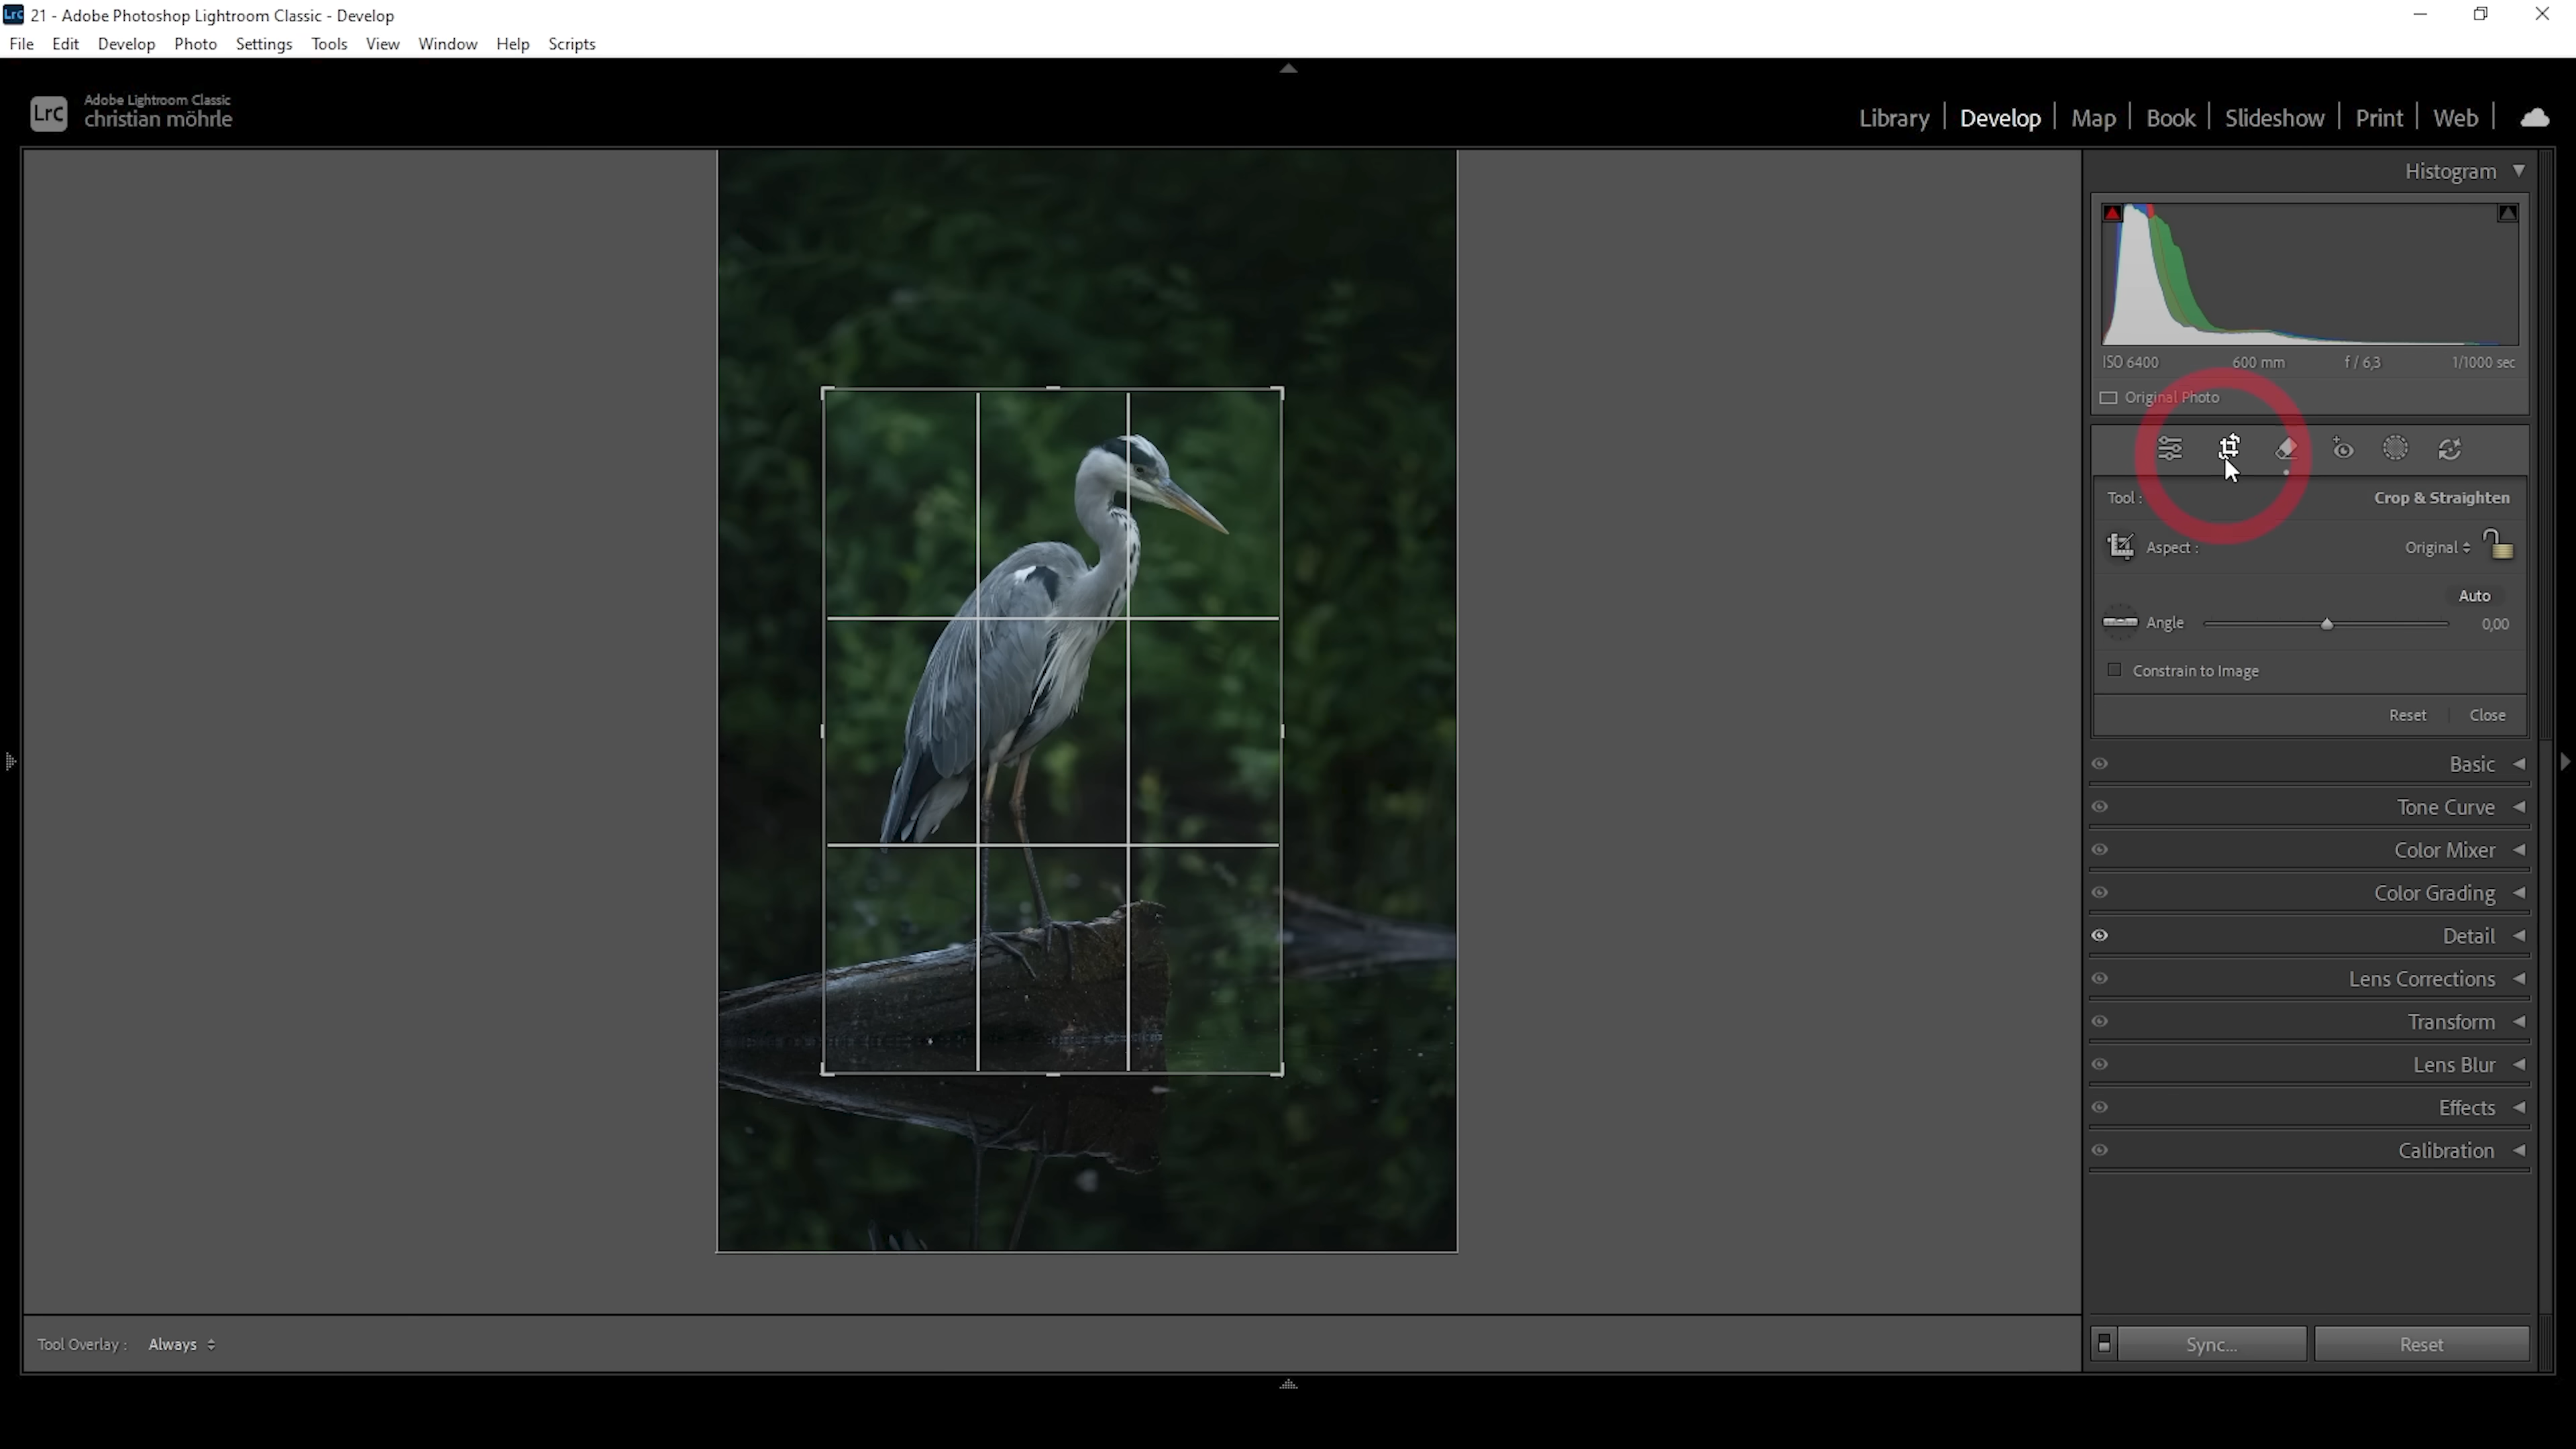 Lrc 21 - Adobe Photoshop Lightroom Classic - Develop
File Edit Develop Photo Settings Tools View Window Help Scripts
Lrc Adobe Lightroom Classic
christian möhrle
Library | Develop | Map | Book | Slideshow | Print | Web |
Histogram
ISO 6400 600 mm f / 6,3 1/1000 sec
Original Photo
Tool : Crop & Straighten
Aspect : Original
Auto
Angle 0,00
Constrain to Image
Reset Close
Basic
Tone Curve
Color Mixer
Color Grading
Detail
Lens Corrections
Transform
Lens Blur
Effects
Calibration
Tool Overlay : Always
Sync... Reset